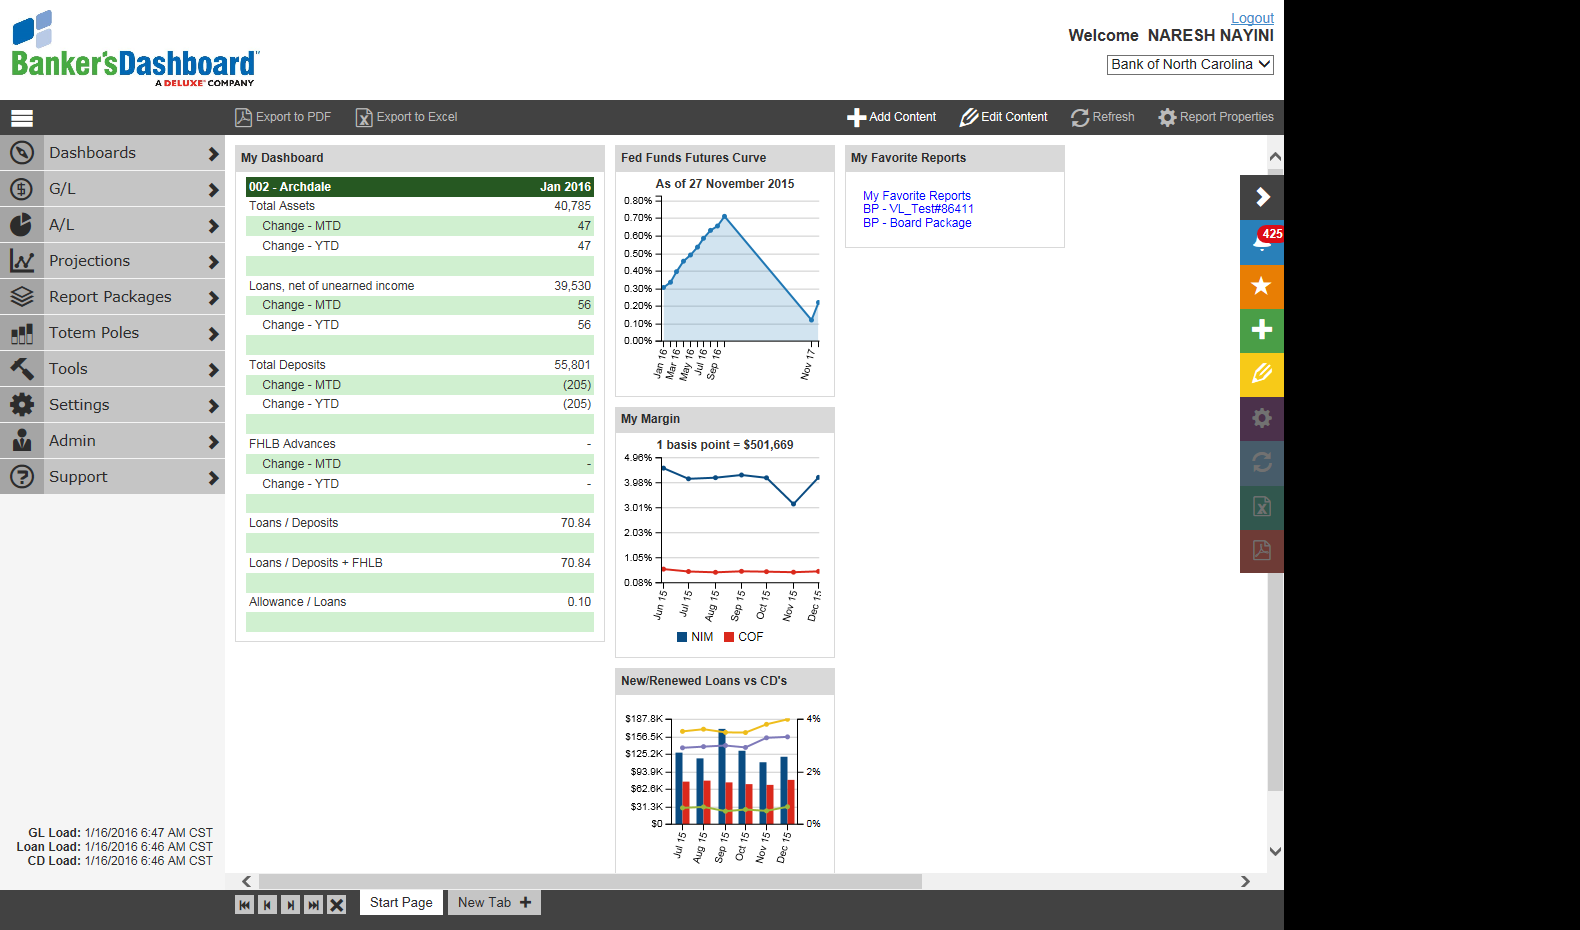 Logout
Welcome NARESH NAYINI
Bank of North Carolina
Banker'sDashboard
A DELUXE COMPANY
Export to PDF
Export to Excel
Add Content
Edit Content
Refresh
Report Properties
Dashboards
G/L
A/L
Projections
Report Packages
Totem Poles
Tools
Settings
Admin
Support
GL Load: 1/16/2016 6:47 AM CST
Loan Load: 1/16/2016 6:46 AM CST
CD Load: 1/16/2016 6:46 AM CST
My Dashboard
002 - Archdale Jan 2016
Total Assets 40,785
Change - MTD 47
Change - YTD 47
Loans, net of unearned income 39,530
Change - MTD 56
Change - YTD 56
Total Deposits 55,801
Change - MTD (205)
Change - YTD (205)
FHLB Advances -
Change - MTD -
Change - YTD -
Loans / Deposits 70.84
Loans / Deposits + FHLB 70.84
Allowance / Loans 0.10
Fed Funds Futures Curve
As of 27 November 2015
0.80%
0.70%
0.60%
0.50%
0.40%
0.30%
0.20%
0.10%
0.00%
Jan 16
Mar 16
May 16
Jul 16
Sep 16
Nov 17
My Margin
1 basis point = $501,669
4.96%
3.98%
3.01%
2.03%
1.05%
0.08%
Jun 15
Jul 15
Aug 15
Sep 15
Oct 15
Nov 15
Dec 15
NIM COF
New/Renewed Loans vs CD's
$187.8K 4%
$156.5K
$125.2K
$93.9K 2%
$62.6K
$31.3K
$0 0%
Jul 15
Aug 15
Sep 15
Oct 15
Nov 15
Dec 15
My Favorite Reports
My Favorite Reports
BP - VL_Test#86411
BP - Board Package
425
Start Page
New Tab